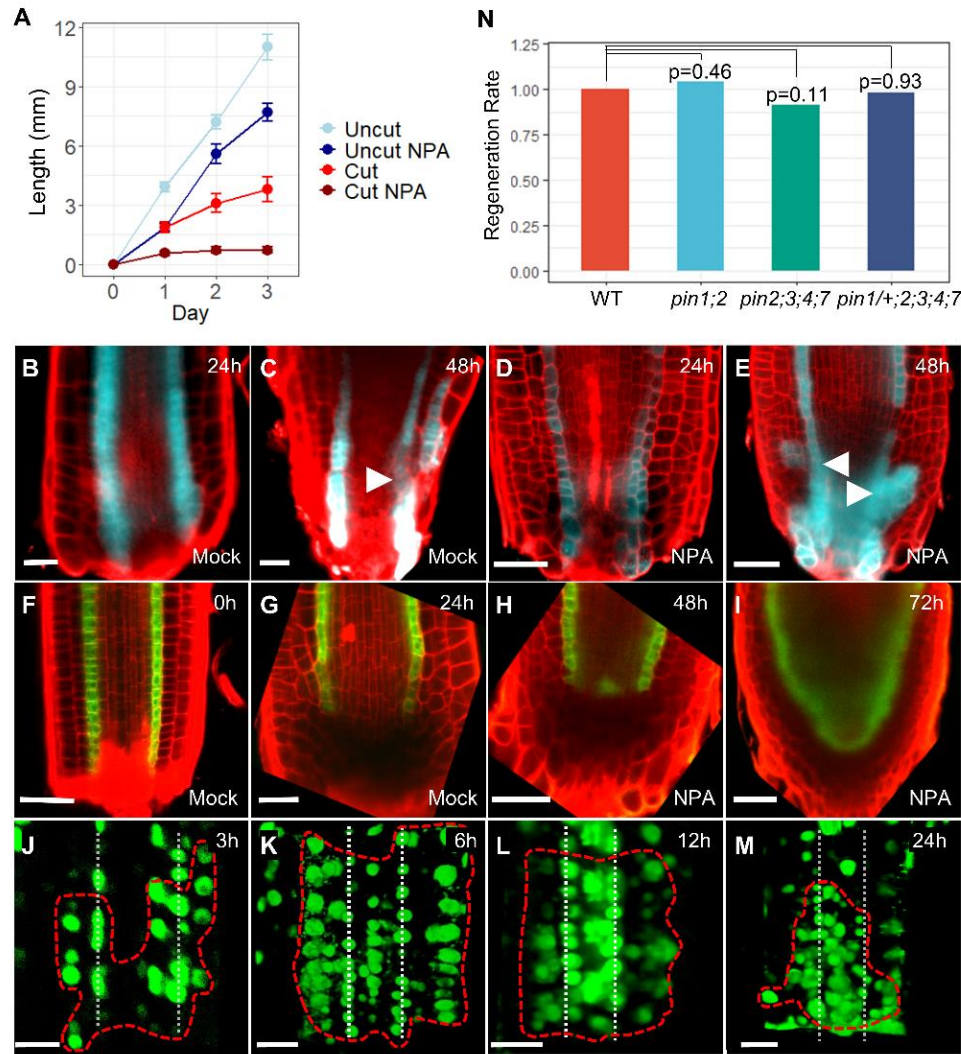 A
12
9
6
3
0
Length (mm)
0 1 2 3
Day
Uncut
Uncut NPA
Cut
Cut NPA
N
1.25
1.00
0.75
0.50
0.25
0.00
Regeneration Rate
p=0.46
p=0.11
p=0.93
WT pin1;2 pin2;3;4;7 pin1/+;2;3;4;7
B 24h Mock
C 48h Mock
D 24h NPA
E 48h NPA
F 0h Mock
G 24h Mock
H 48h NPA
I 72h NPA
J 3h
K 6h
L 12h
M 24h